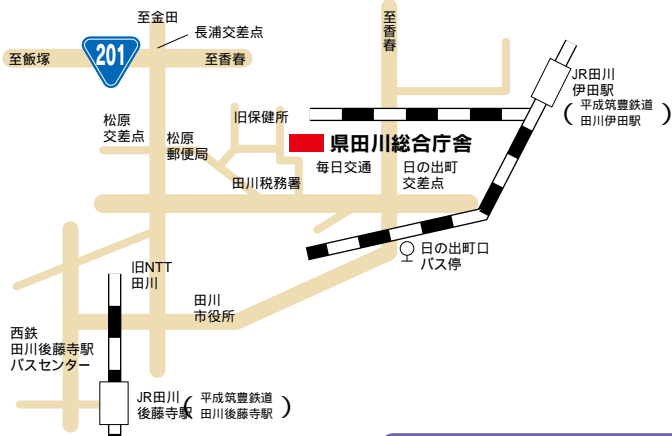 至金田
長浦交差点
至飯塚
201
至香春
至香春
JR田川
伊田駅
(平成筑豊鉄道
田川伊田駅)
松原
交差点
松原
郵便局
旧保健所
県田川総合庁舎
毎日交通
日の出町
交差点
田川税務署
日の出町口
バス停
旧NTT
田川
田川
市役所
西鉄
田川後藤寺駅
バスセンター
JR田川
後藤寺駅
(平成筑豊鉄道
田川後藤寺駅)